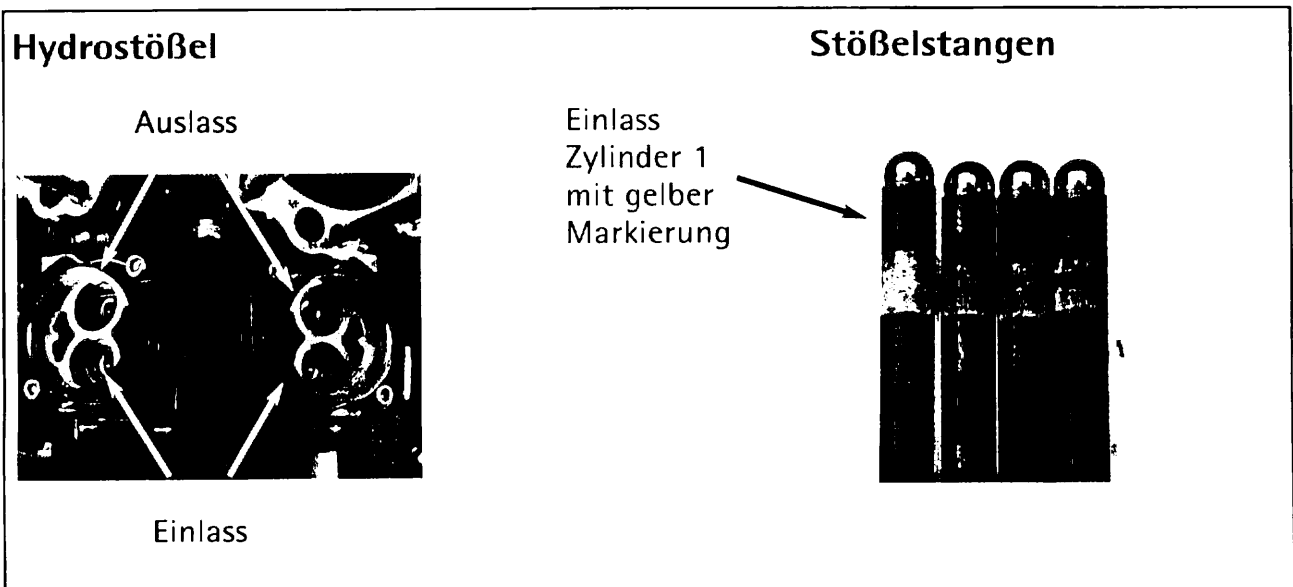 Hydrostößel
Auslass
Einlass
Stößelstangen
Einlass
Zylinder 1
mit gelber
Markierung